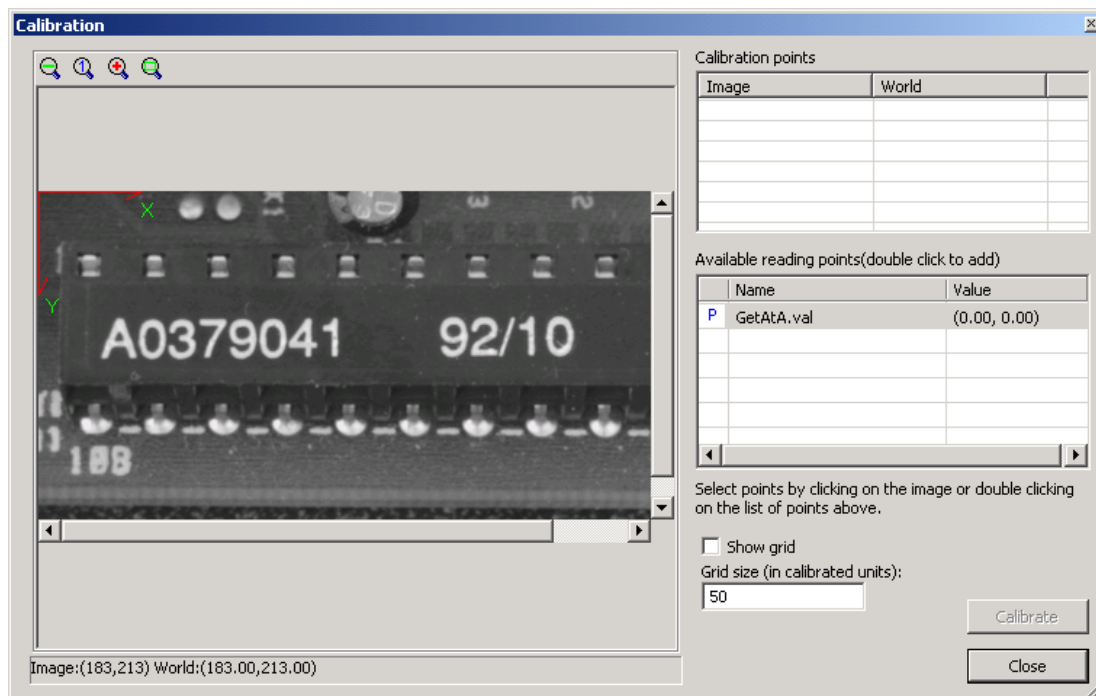 Calibration
X
Y
A0379041 92/10
Image:(183,213) World:(183.00,213.00)
Calibration points
Image World
Available reading points(double click to add)
Name Value
P GetAtA.val (0.00, 0.00)
Select points by clicking on the image or double clicking
on the list of points above.
Show grid
Grid size (in calibrated units):
50
Calibrate
Close